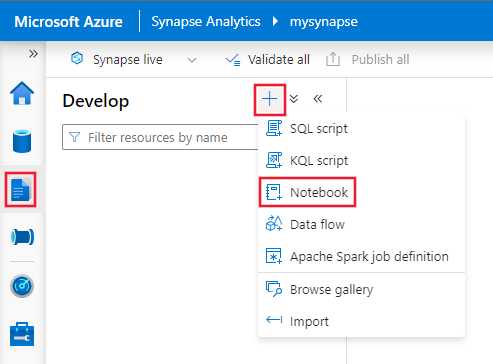 Microsoft Azure Synapse Analytics mysynapse
Synapse live Validate all Publish all
Develop
Filter resources by name
SQL script
KQL script
Notebook
Data flow
Apache Spark job definition
Browse gallery
Import